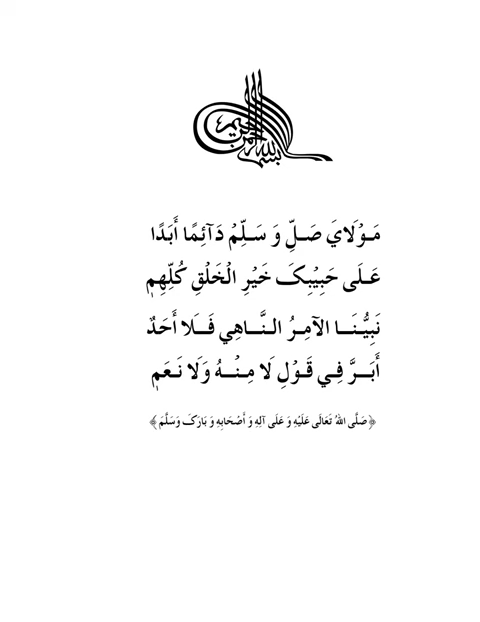 بسم الله الرحمن الرحيم
مَوْلَايَ صَلِّ وَ سَلِّمْ دَآئِمًا أَبَدًا
عَلَى حَبِيْبِكَ خَيْرِ الْخَلْقِ كُلِّهِمِ
نَبِيُّنَا الآمِرُ النَّاهِي فَلَا أَحَدٌ
أَبَرَّ فِي قَوْلِ لَا مِنْهُ وَلَا نَعَمِ
﴿صَلَّى اللهُ تَعَالَى عَلَيْهِ وَ عَلَى آلِهِ وَ أَصْحَابِهِ وَ بَارَكَ وَسَلَّمَ﴾